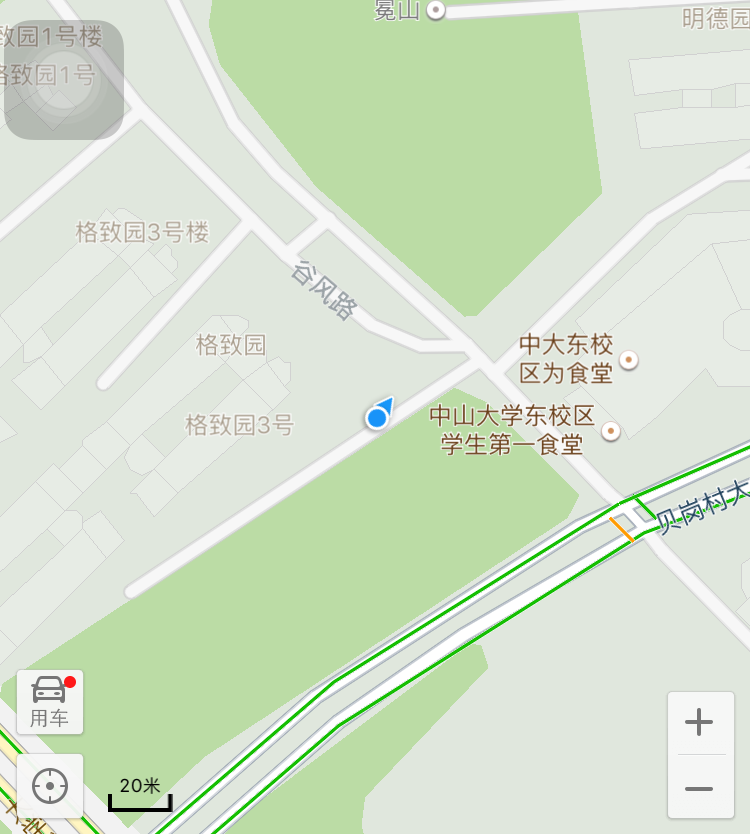 冕山
明德园
致园1号楼
格致园1号
格致园3号楼
谷风路
格致园
中大东校
区为食堂
格致园3号
中山大学东校区
学生第一食堂
贝岗村大
用车
20米